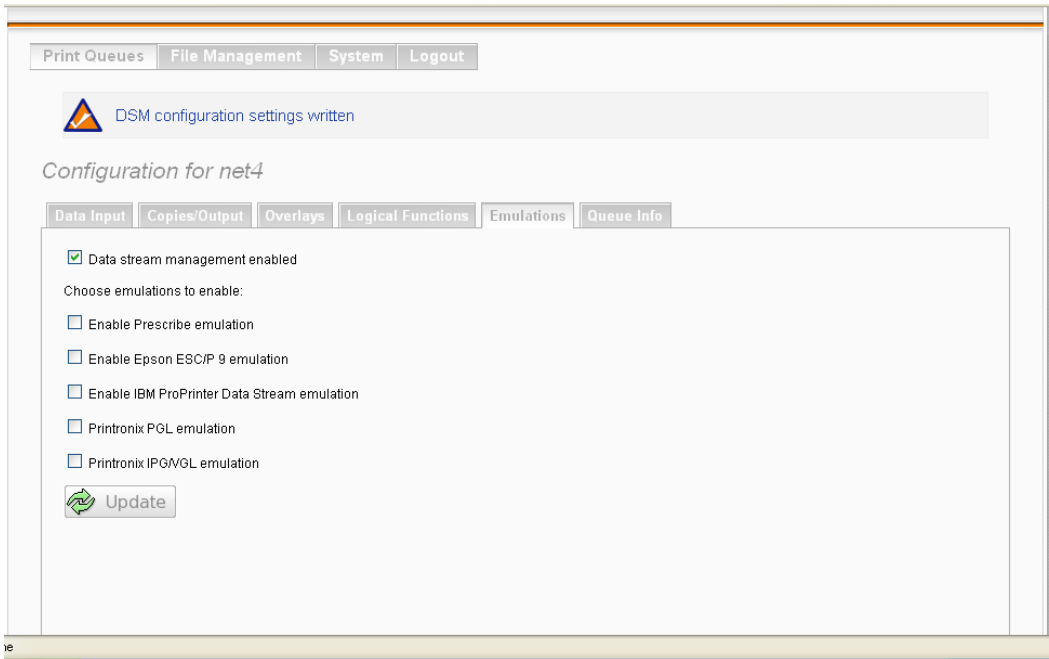 Print Queues File Management System Logout
DSM configuration settings written
Configuration for net4
Data Input Copies/Output Overlays Logical Functions Emulations Queue Info
Data stream management enabled
Choose emulations to enable:
Enable Prescribe emulation
Enable Epson ESC/P 9 emulation
Enable IBM ProPrinter Data Stream emulation
Printronix PGL emulation
Printronix IPG/VGL emulation
Update